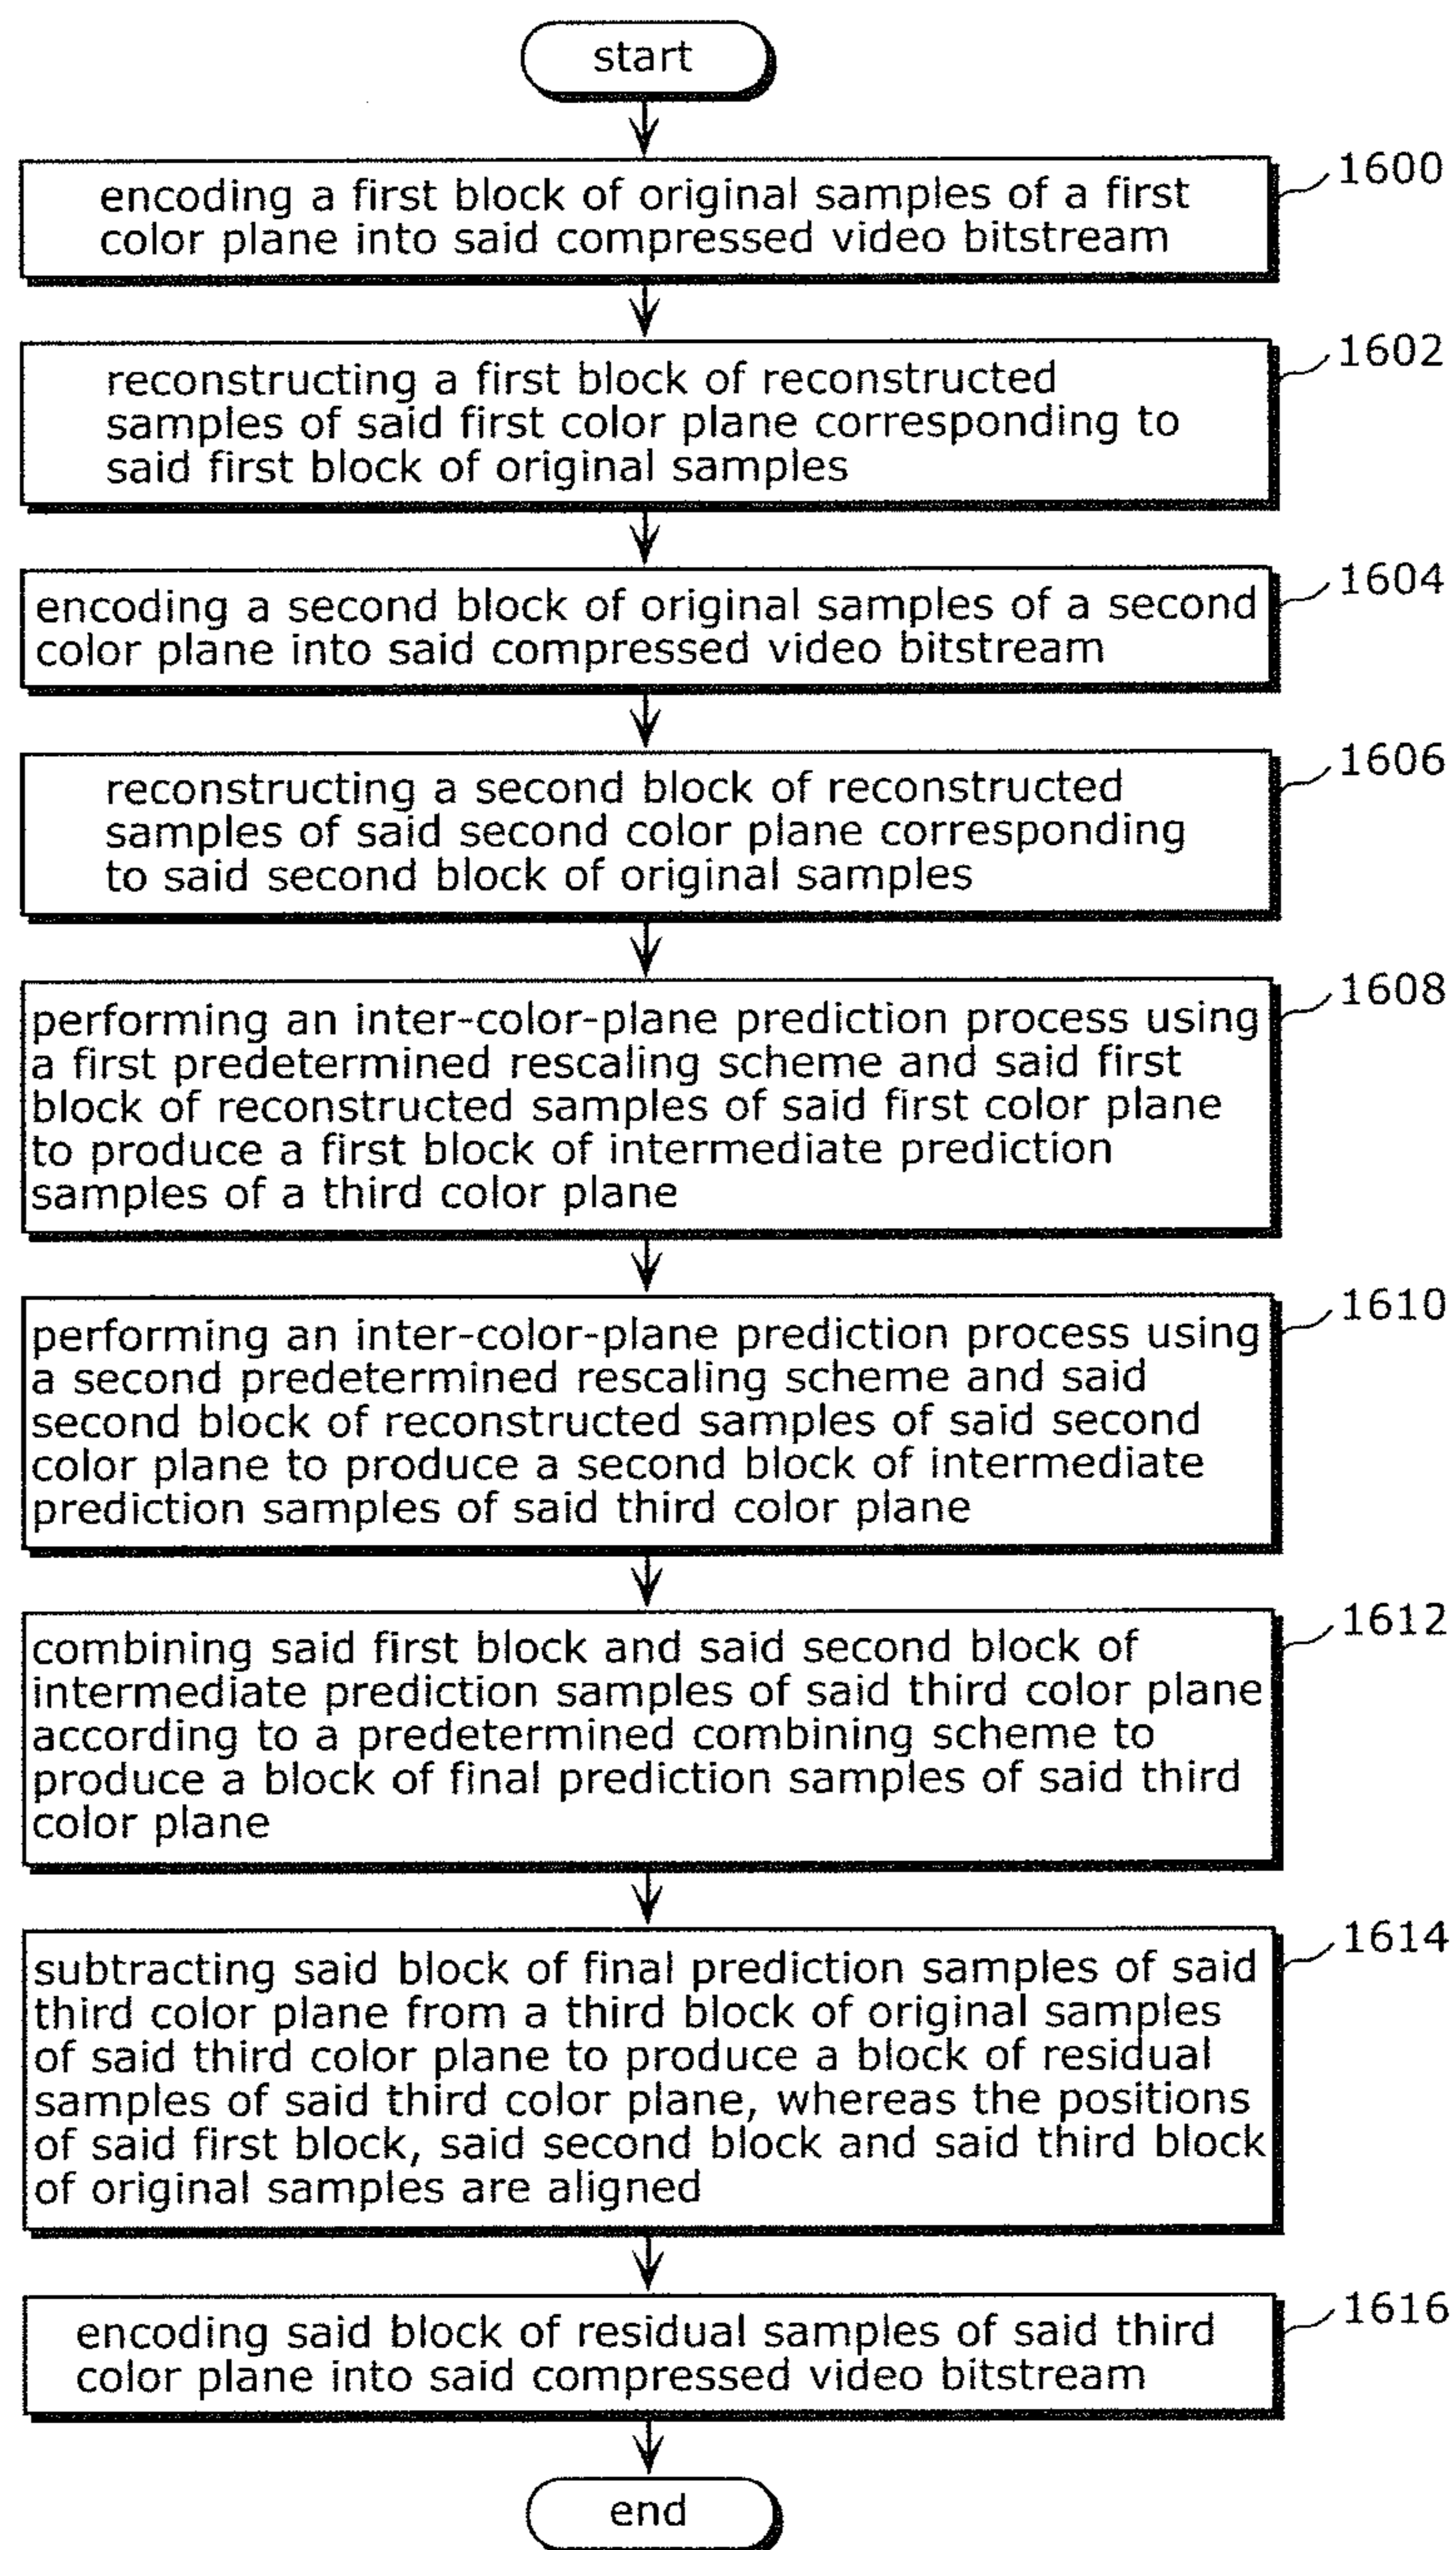 start
1600
encoding a first block of original samples of a first
color plane into said compressed video bitstream
1602
reconstructing a first block of reconstructed
samples of said first color plane corresponding to
said first block of original samples
1604
encoding a second block of original samples of a second
color plane into said compressed video bitstream
1606
reconstructing a second block of reconstructed
samples of said second color plane corresponding
to said second block of original samples
1608
performing an inter-color-plane prediction process using
a first predetermined rescaling scheme and said first
block of reconstructed samples of said first color plane
to produce a first block of intermediate prediction
samples of a third color plane
1610
performing an inter-color-plane prediction process using
a second predetermined rescaling scheme and said
second block of reconstructed samples of said second
color plane to produce a second block of intermediate
prediction samples of said third color plane
1612
combining said first block and said second block of
intermediate prediction samples of said third color plane
according to a predetermined combining scheme to
produce a block of final prediction samples of said third
color plane
1614
subtracting said block of final prediction samples of said
third color plane from a third block of original samples
of said third color plane to produce a block of residual
samples of said third color plane, whereas the positions
of said first block, said second block and said third block
of original samples are aligned
1616
encoding said block of residual samples of said third
color plane into said compressed video bitstream
end